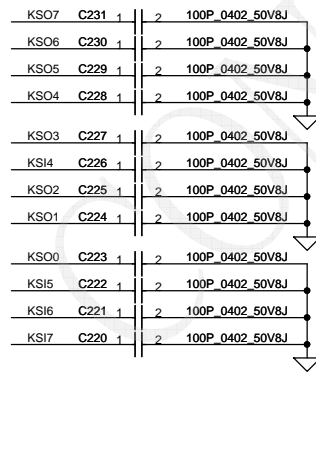 KSO7 C231 1 2 100P_0402_50V8J
KSO6 C230 1 2 100P_0402_50V8J
KSO5 C229 1 2 100P_0402_50V8J
KSO4 C228 1 2 100P_0402_50V8J
KSO3 C227 1 2 100P_0402_50V8J
KSI4 C226 1 2 100P_0402_50V8J
KSO2 C225 1 2 100P_0402_50V8J
KSO1 C224 1 2 100P_0402_50V8J
KSO0 C223 1 2 100P_0402_50V8J
KSI5 C222 1 2 100P_0402_50V8J
KSI6 C221 1 2 100P_0402_50V8J
KSI7 C220 1 2 100P_0402_50V8J